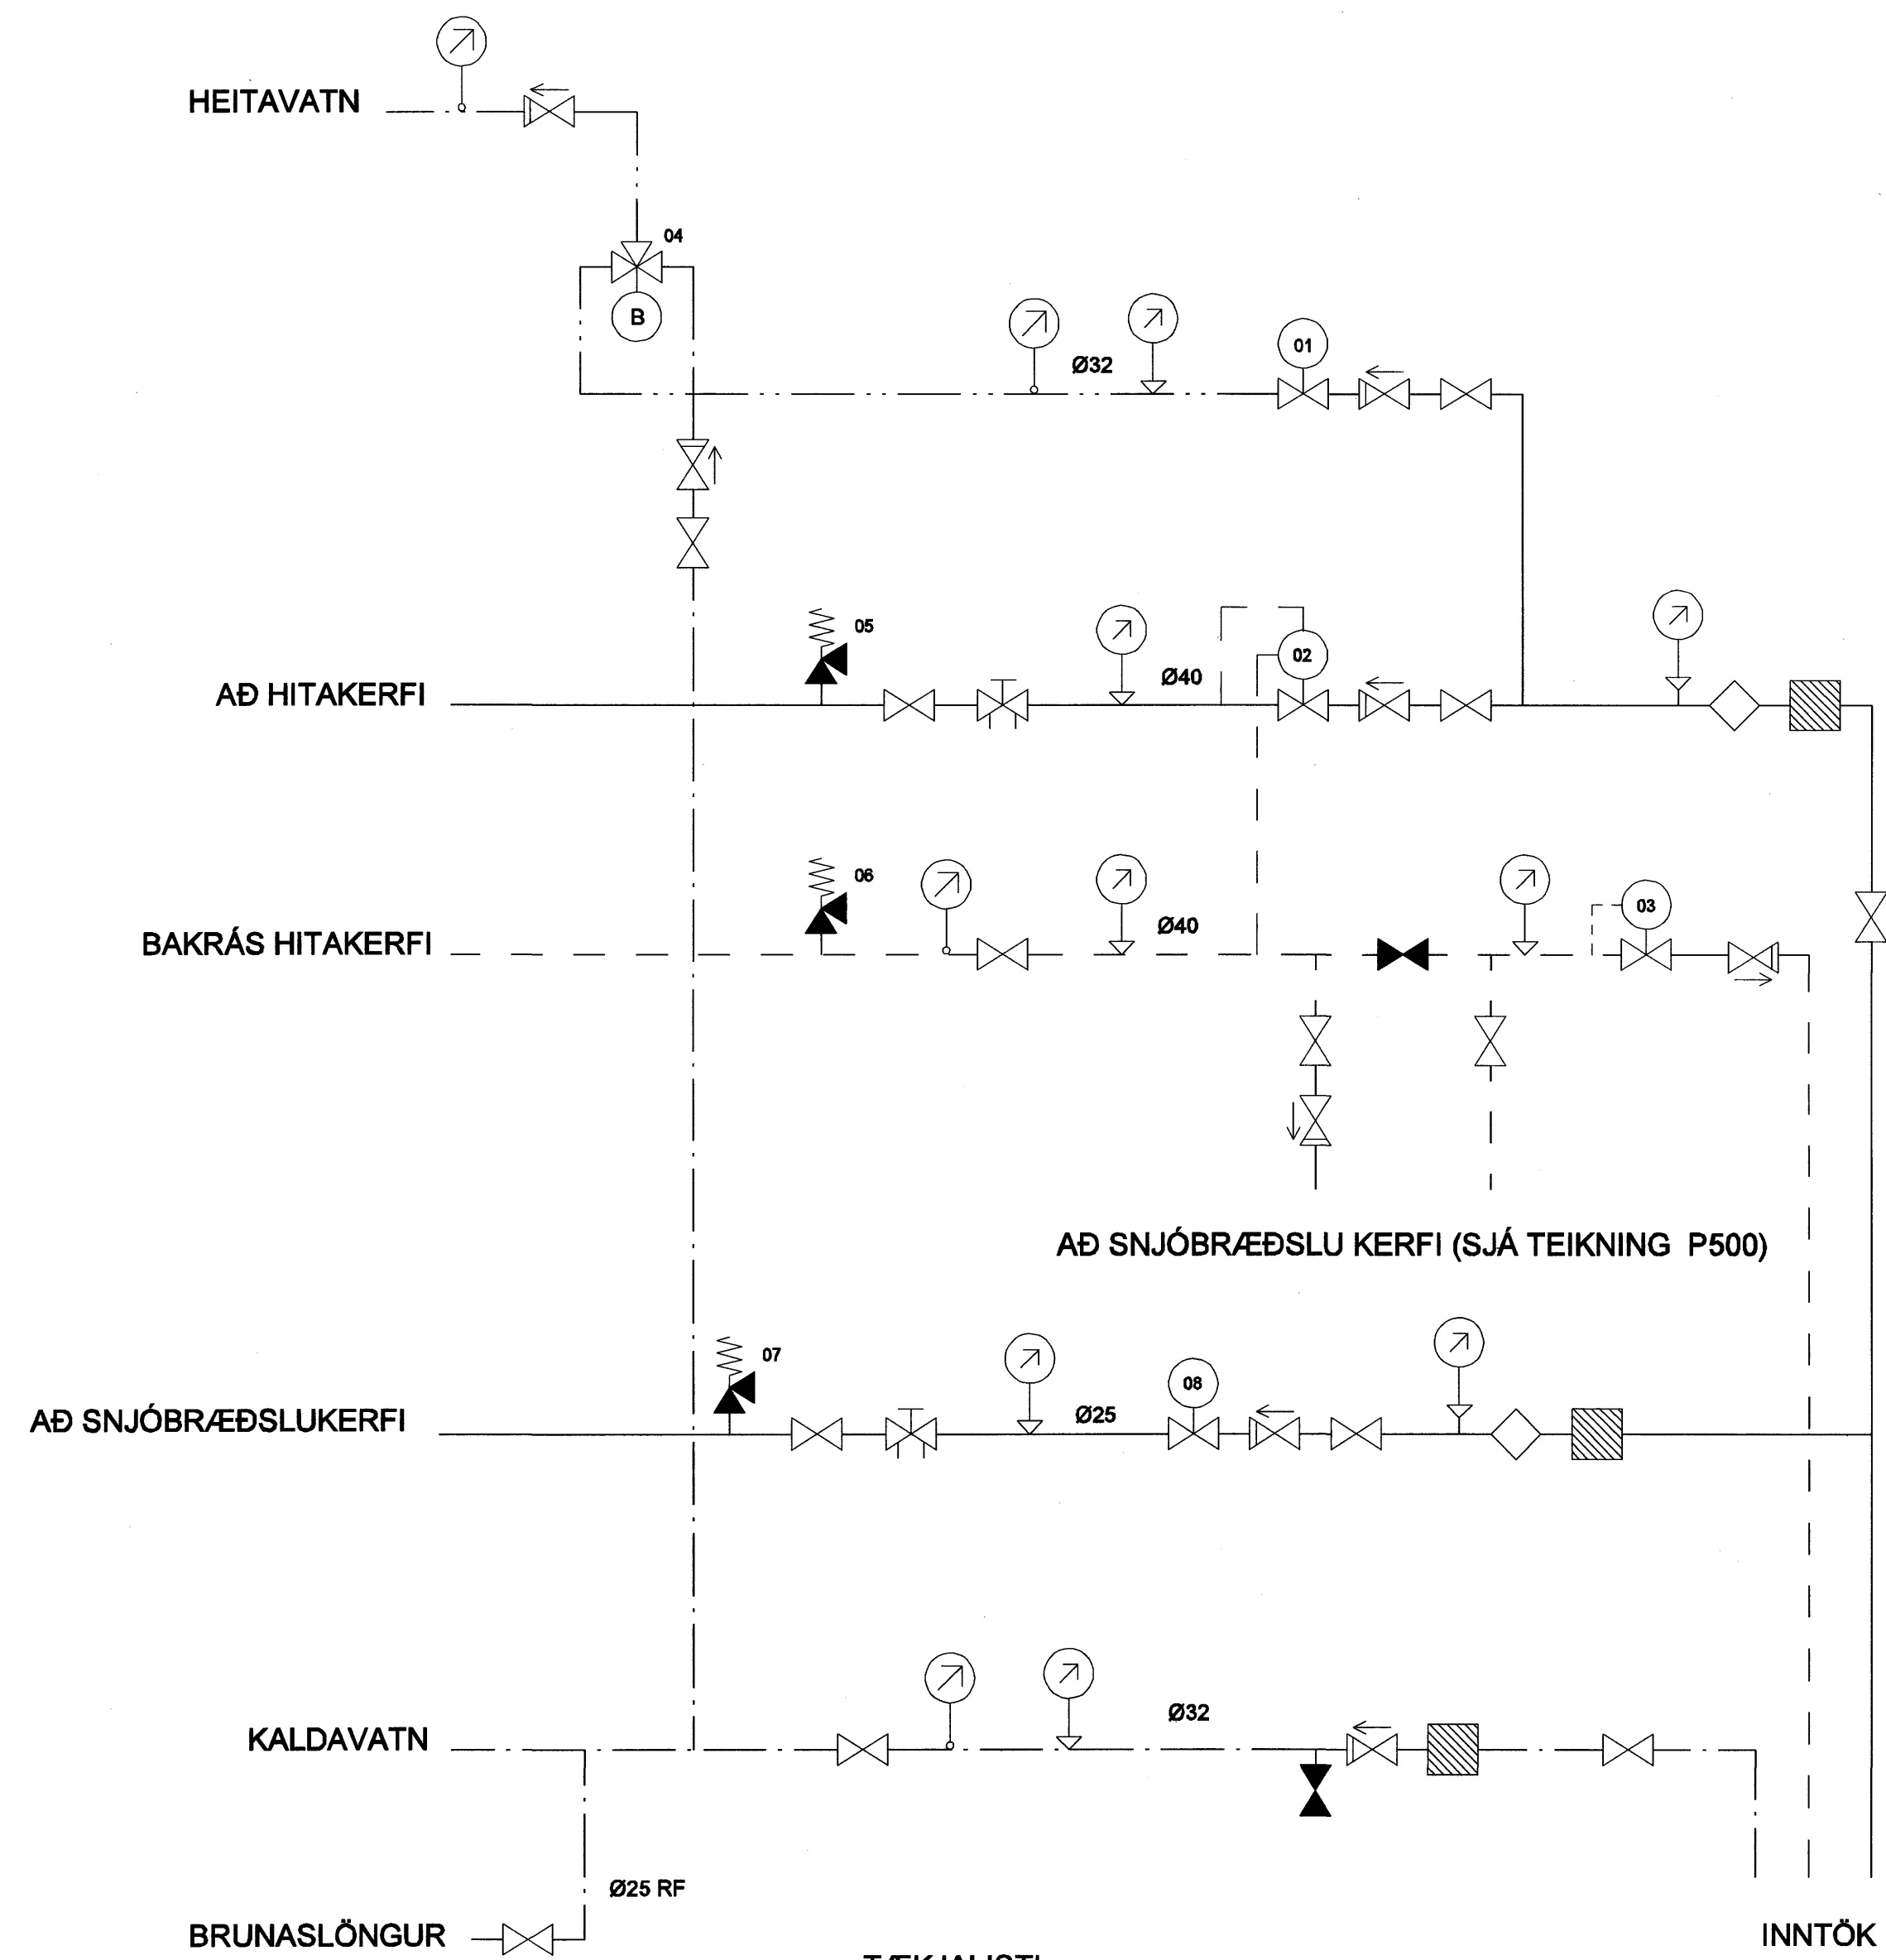 HEITAVATN
04
B
Ø32
01
05
AÐ HITAKERFI
Ø40
02
06
BAKRÁS HITAKERFI
Ø40
03
AÐ SNJÓBRÆÐSLU KERFI (SJÁ TEIKNING P500)
07
AÐ SNJÓBRÆÐSLUKERFI
Ø25
08
KALDAVATN
Ø32
Ø25 RF
BRUNASLÖNGUR
INNTÖK
TÆKJALISTI